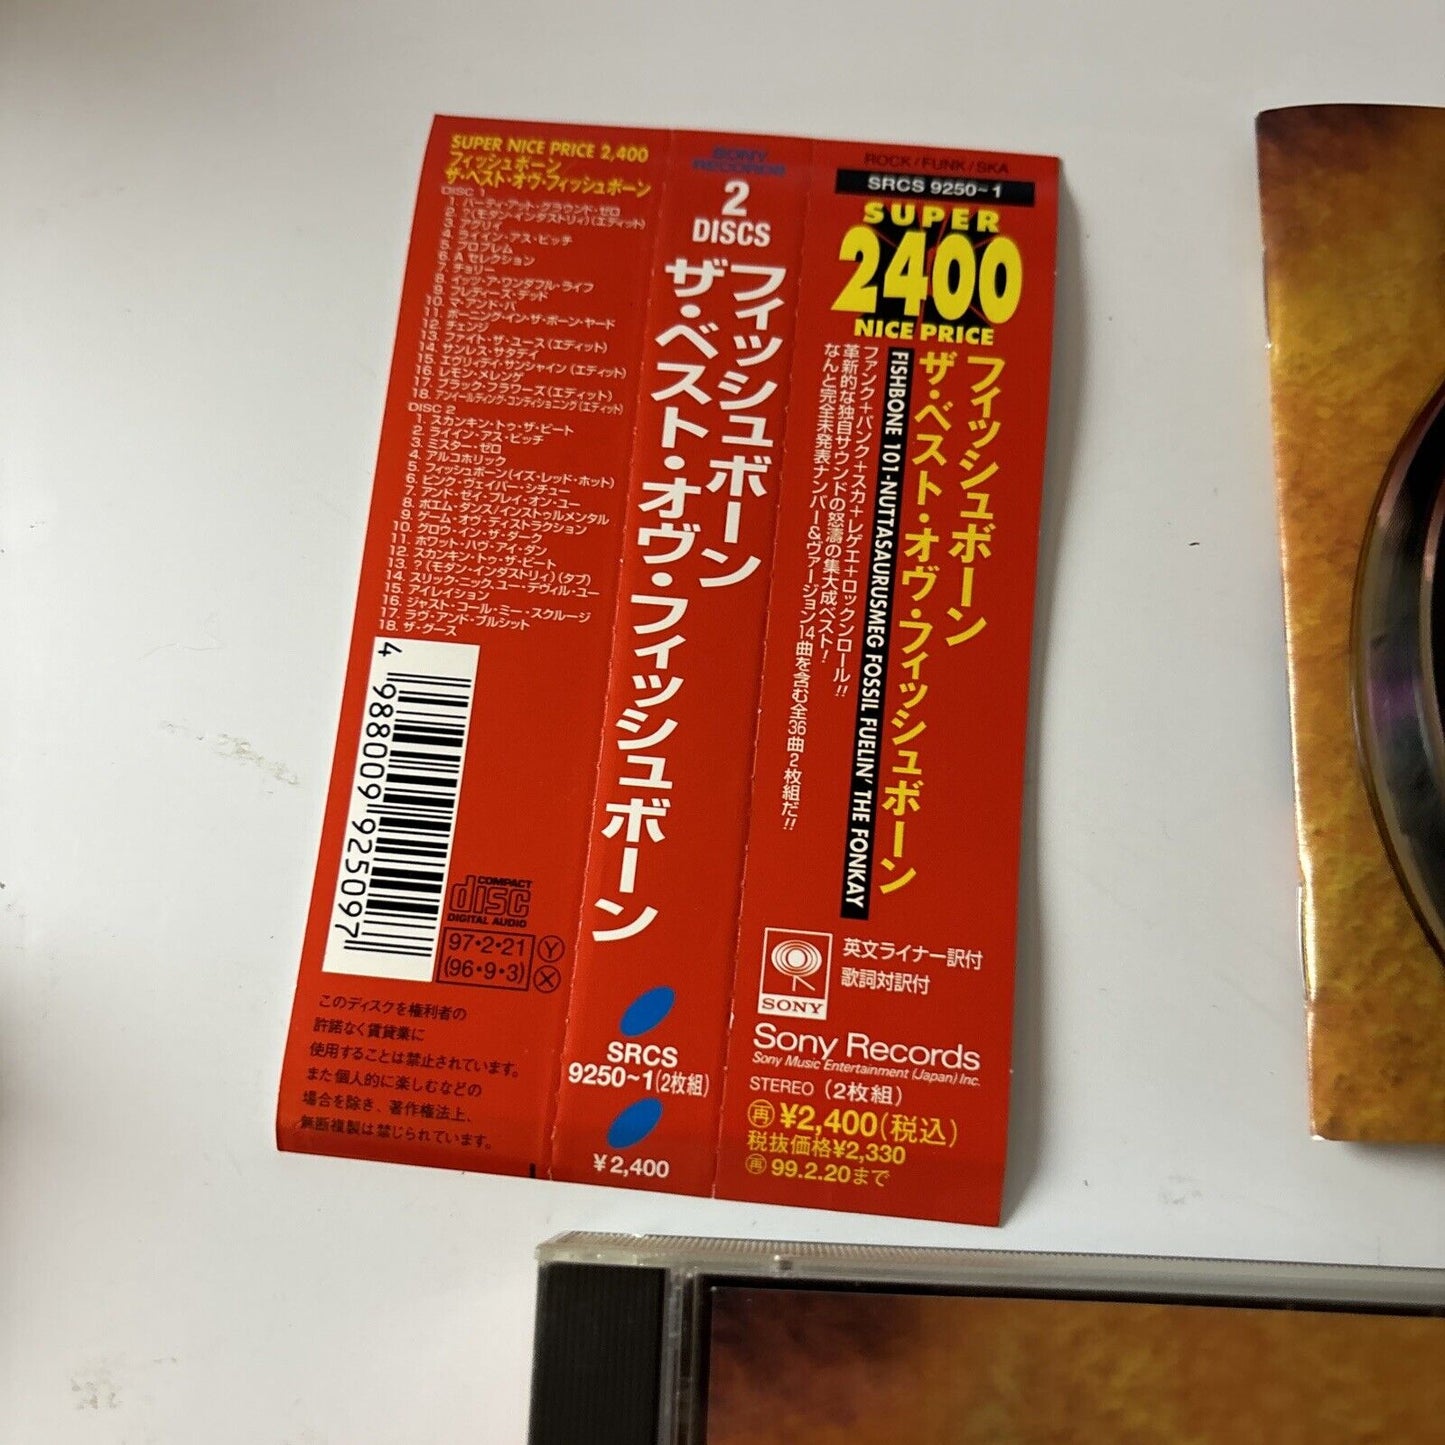 SUPER NICE PRICE 2,400
フィッシュボーン/
ザ・ベスト・オヴ・フィッシュボーン
DISC 1
1. パーティ・アット・グラウンド・ゼロ
2. ?(モダン・インダストリィ)(エディット)
3. アグリィ
4. ライイン・アス・ビッチ
5. プロブレム
6. A セレクション
7. チョリー
8. イッツ・ア・ワンダフル・ライフ
9. フレディーズ・デッド
10. マ・アンド・パ
11. ボーニング・イン・ザ・ボーン・ヤード
12. チェンジ
13. ファイト・ザ・ユース(エディット)
14. サンレス・サタデイ
15. エヴリィディ・サンシャイン(エディット)
16. レモン・メレンゲ
17. ブラック・フラワーズ(エディット)
18. アンイールディング・コンディショニング(エディット)
DISC 2
1. スカンキン・トゥ・ザ・ビート
2. ライイン・アス・ビッチ
3. ミスター・ゼロ
4. アルコホリック
5. フィッシュボーン(イズ・レッド・ホット)
6. ピンク・ヴェイパー・シチュー
7. アンド・ゼイ・プレイ・オン・ユー
8. ポエム・ダンス/インストゥルメンタル
9. ゲーム・オヴ・ディストラクション
10. グロウ・イン・ザ・ダーク
11. ホワット・ハヴ・アイ・ダン
12. スカンキン・トゥ・ザ・ビート
13. ?(モダン・インダストリィ)(タブ)
14. スリック・ニック、ユー・デヴィル・ユー
15. アイレイション
16. ジャスト・コール・ミー・スクルージ
17. ラヴ・アンド・ブルシット
18. ザ・グース
4 988009 925097
COMPACT
disc
DIGITAL AUDIO
97・2・21 Y
(96・9・3) X
このディスクを権利者の
許諾なく賃貸業に
使用することは禁止されています。
また個人的に楽しむなどの
場合を除き、著作権法上、
無断複製は禁じられています。
SONY
RECORDS
2
DISCS
フィッシュボーン
ザ・ベスト・オヴ・フィッシュボーン
SRCS
9250~1(2枚組)
¥2,400
ROCK/FUNK/SKA
SRCS 9250~1
SUPER
2400
NICE PRICE
フィッシュボーン
ザ・ベスト・オヴ・フィッシュボーン
FISHBONE 101-NUTTASAURUSMEG FOSSIL FUELIN' THE FONKAY
ファンク+パンク+スカ+レゲエ+ロックンロール!!
革新的な独自サウンドの怒濤の集大成ベスト!
なんと完全未発表ナンバー&ヴァージョン14曲を含む全36曲2枚組だ!!
SONY
英文ライナー訳付
歌詞対訳付
Sony Records
Sony Music Entertainment (Japan) Inc.
STEREO (2枚組)
再 ¥2,400(税込)
税抜価格¥2,330
再 99.2.20まで